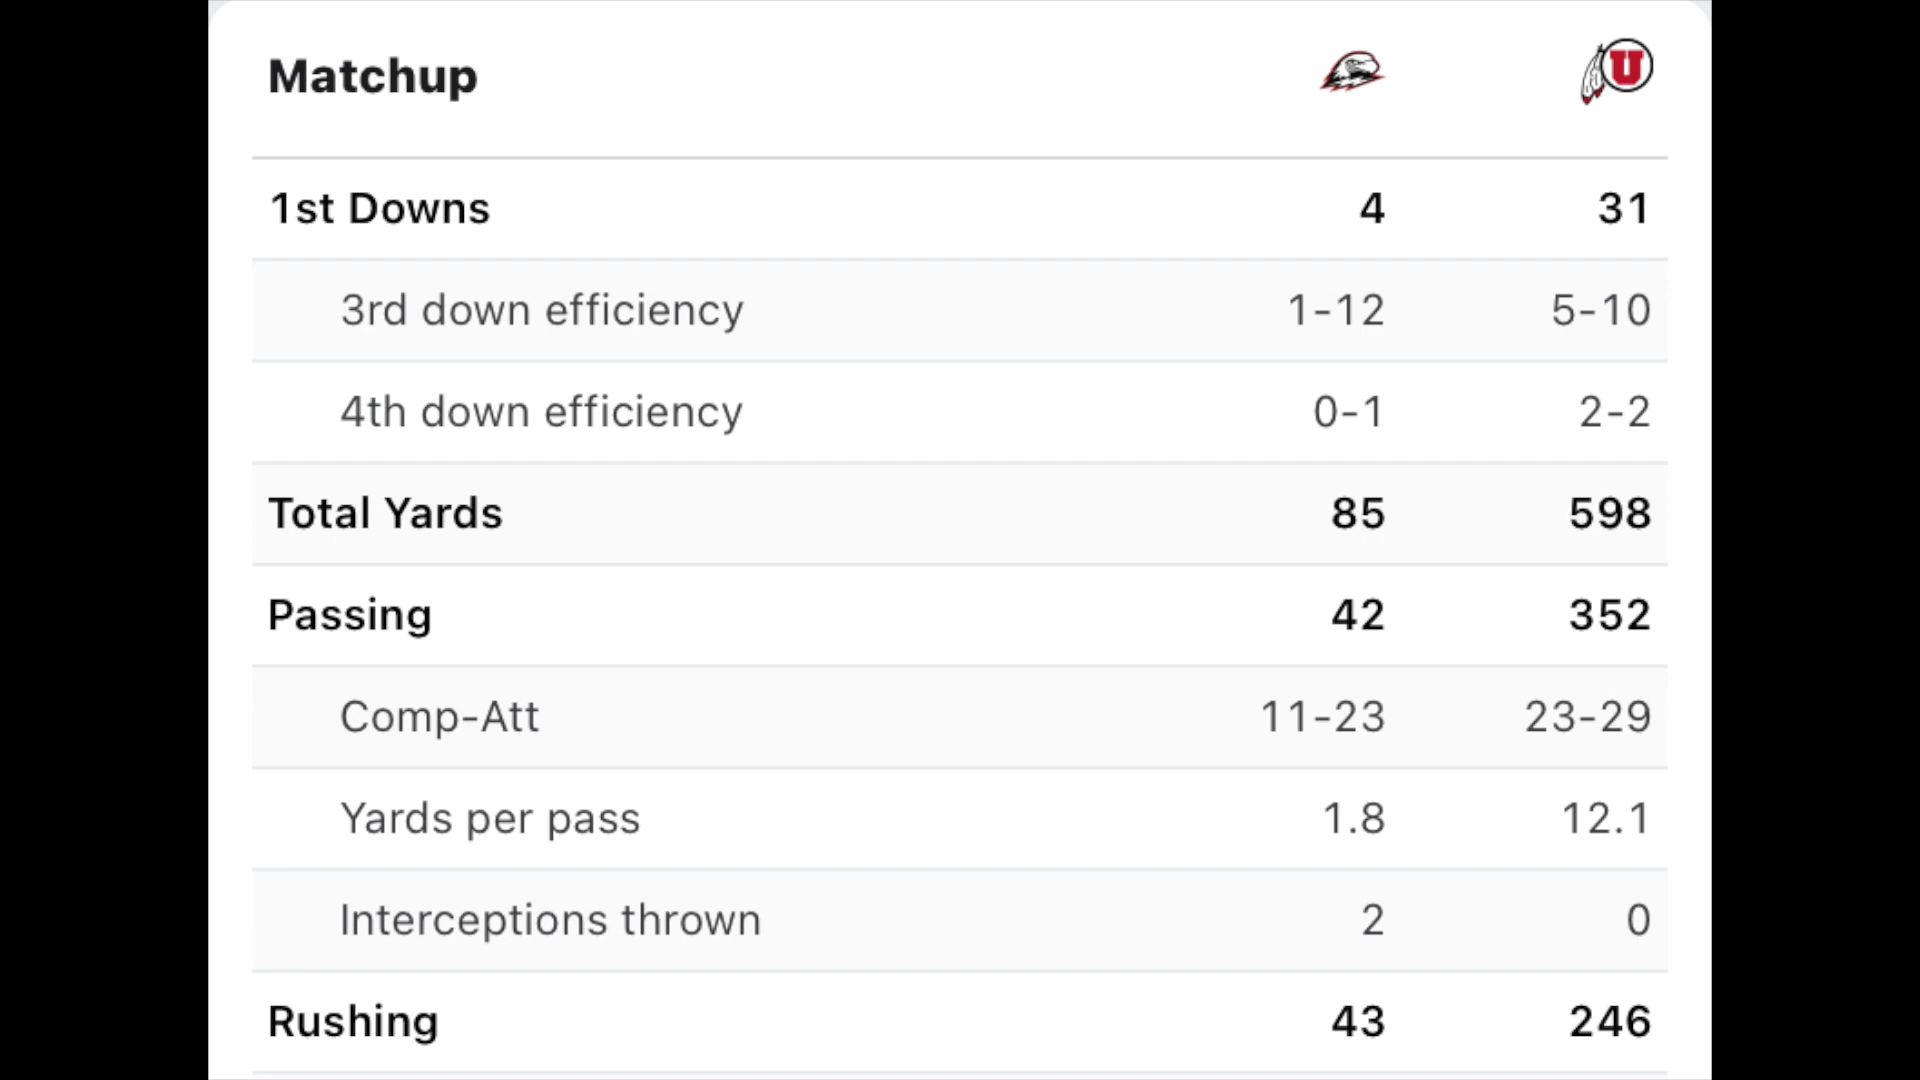 Matchup U
1st Downs 4 31
3rd down efficiency 1-12 5-10
4th down efficiency 0-1 2-2
Total Yards 85 598
Passing 42 352
Comp-Att 11-23 23-29
Yards per pass 1.8 12.1
Interceptions thrown 2 0
Rushing 43 246